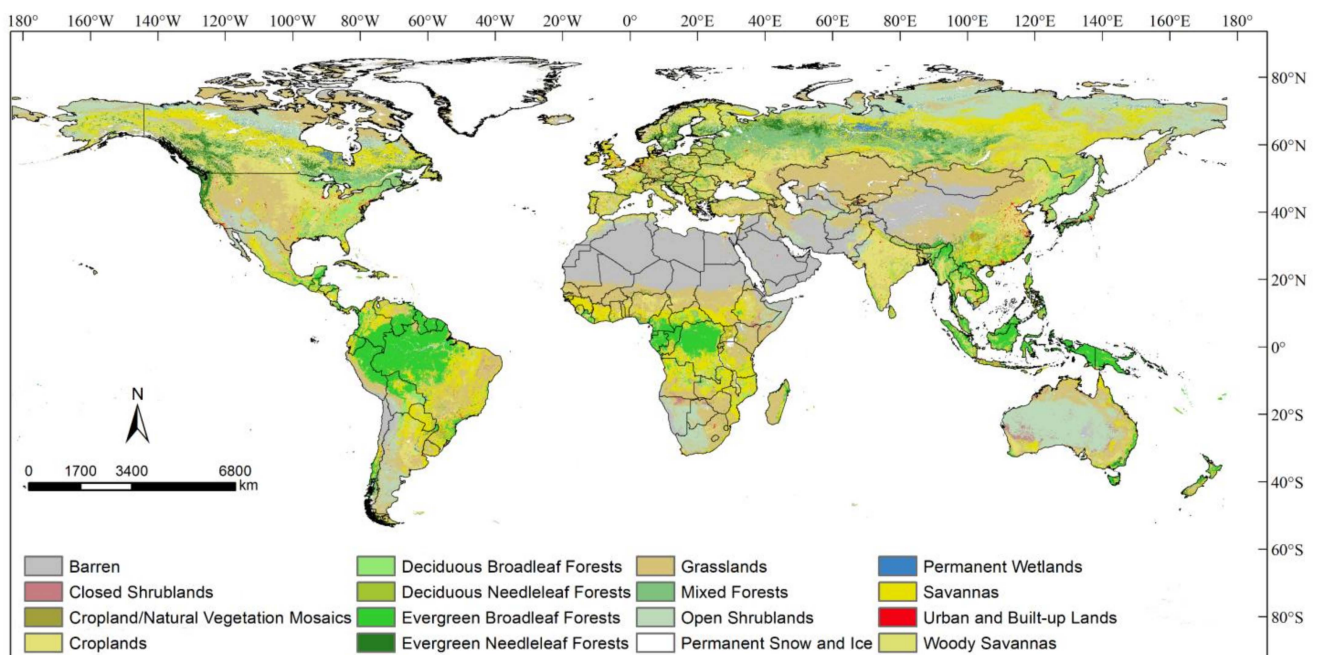 180° 160°W 140°W 120°W 100°W 80°W 60°W 40°W 20°W 0° 20°E 40°E 60°E 80°E 100°E 120°E 140°E 160°E 180°
80°N
60°N
40°N
20°N
0°
N
20°S
0 1700 3400 6800
km
40°S
60°S
80°S
Barren
Closed Shrublands
Cropland/Natural Vegetation Mosaics
Croplands
Deciduous Broadleaf Forests
Deciduous Needleleaf Forests
Evergreen Broadleaf Forests
Evergreen Needleleaf Forests
Grasslands
Mixed Forests
Open Shrublands
Permanent Snow and Ice
Permanent Wetlands
Savannas
Urban and Built-up Lands
Woody Savannas